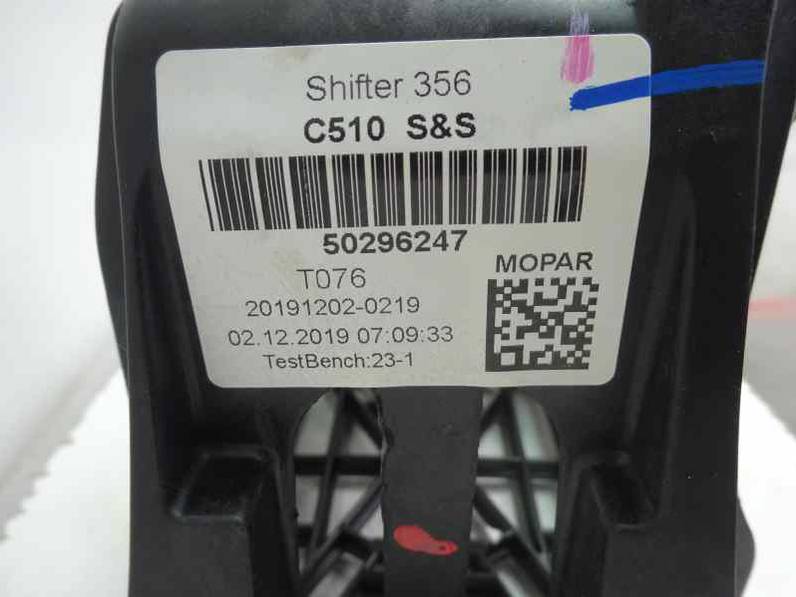 Shifter 356
C510 S&S
50296247
MOPAR
T076
20191202-0219
02.12.2019 07:09:33
TestBench:23-1